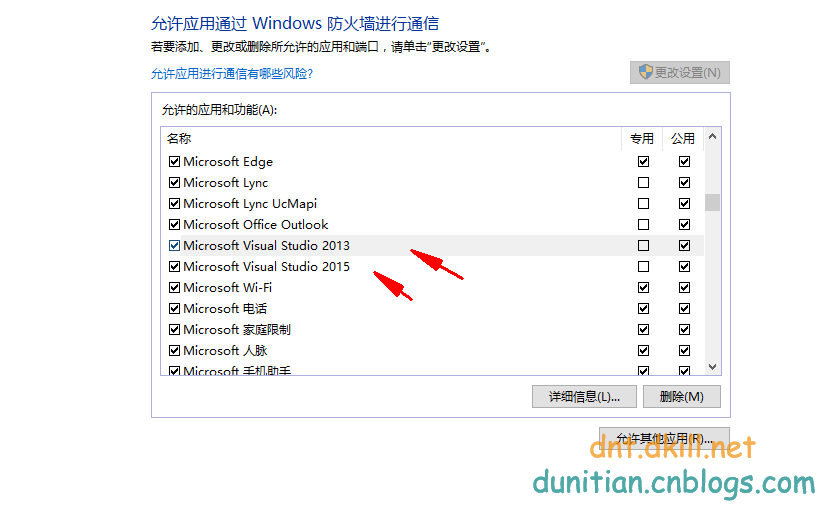 允许应用通过 Windows 防火墙进行通信
若要添加、更改或删除所允许的应用和端口，请单击“更改设置”。
允许应用进行通信有哪些风险?
更改设置(N)
允许的应用和功能(A):
名称 专用 公用
Microsoft Edge
Microsoft Lync
Microsoft Lync UcMapi
Microsoft Office Outlook
Microsoft Visual Studio 2013
Microsoft Visual Studio 2015
Microsoft Wi-Fi
Microsoft 电话
Microsoft 家庭限制
Microsoft 人脉
Microsoft 手机助手
详细信息(L)... 删除(M)
允许其他应用(R)...
dnt.dkill.net
dunitian.cnblogs.com